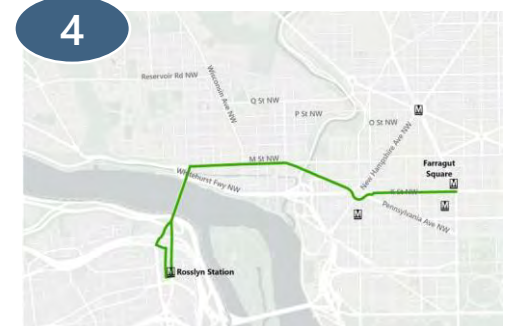 4
Reservoir Rd NW
Wisconsin Ave NW
Q St NW
P St NW
O St NW
New Hampshire Ave NW
M St NW
Whitehurst Fwy NW
Farragut
Square
K St NW
Pennsylvania Ave NW
Rosslyn Station
M
M
M
M
M